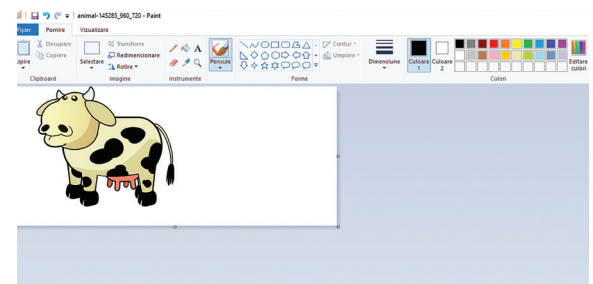 animal-145285_960_720 - Paint
Fișier Pornire Vizualizare
Lipire
Decupare
Copiere
Clipboard
Selectare
Trunchiere
Redimensionare
Rotire
Imagine
A
Instrumente
Pensule
Contur
Umplere
Forme
Dimensiune
Culoare 1
Culoare 2
Editare culori
Culori